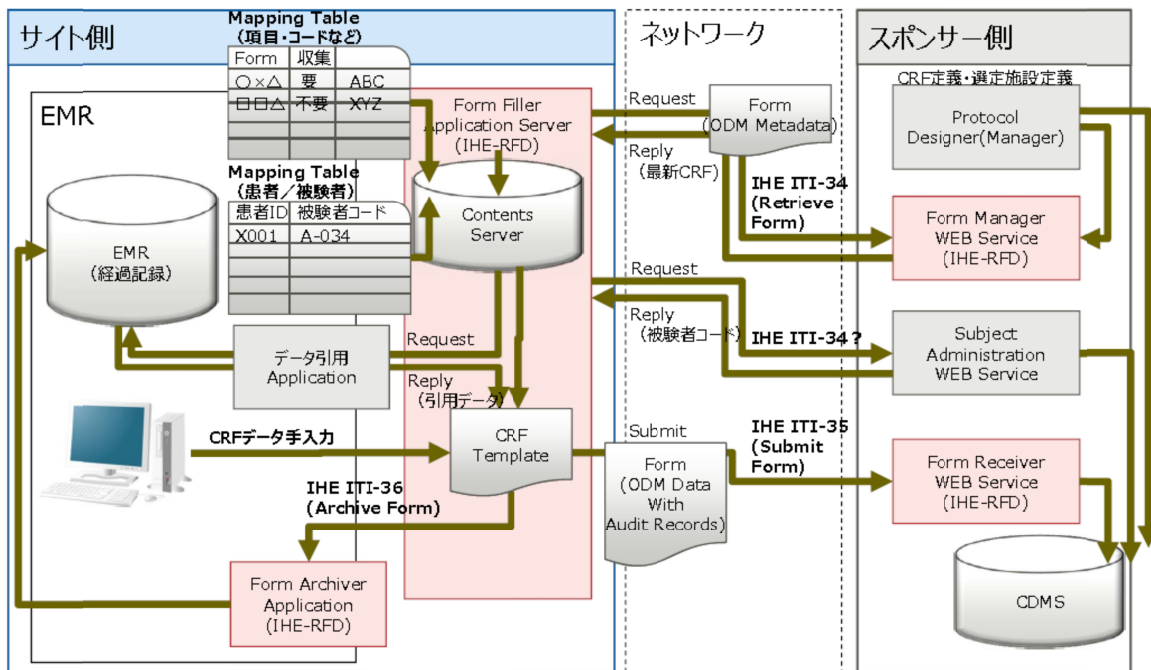 サイト側
Mapping Table
(項目・コードなど)
Form 収集
○×△ 要 ABC
□□△ 不要 XYZ
EMR
Mapping Table
(患者／被験者)
患者ID 被験者コード
X001 A-034
EMR
(経過記録)
Form Filler
Application Server
(IHE-RFD)
Contents
Server
データ引用
Application
Request
Reply
(引用データ)
CRFデータ手入力
CRF
Template
IHE ITI-36
(Archive Form)
Form Archiver
Application
(IHE-RFD)
ネットワーク
Request
Form
(ODM Metadata)
Reply
(最新CRF)
IHE ITI-34
(Retrieve
Form)
Request
Reply
(被験者コード)
IHE ITI-34？
Submit
Form
(ODM Data
With
Audit Records)
IHE ITI-35
(Submit
Form)
スポンサー側
CRF定義・選定施設定義
Protocol
Designer(Manager)
Form Manager
WEB Service
(IHE-RFD)
Subject
Administration
WEB Service
Form Receiver
WEB Service
(IHE-RFD)
CDMS